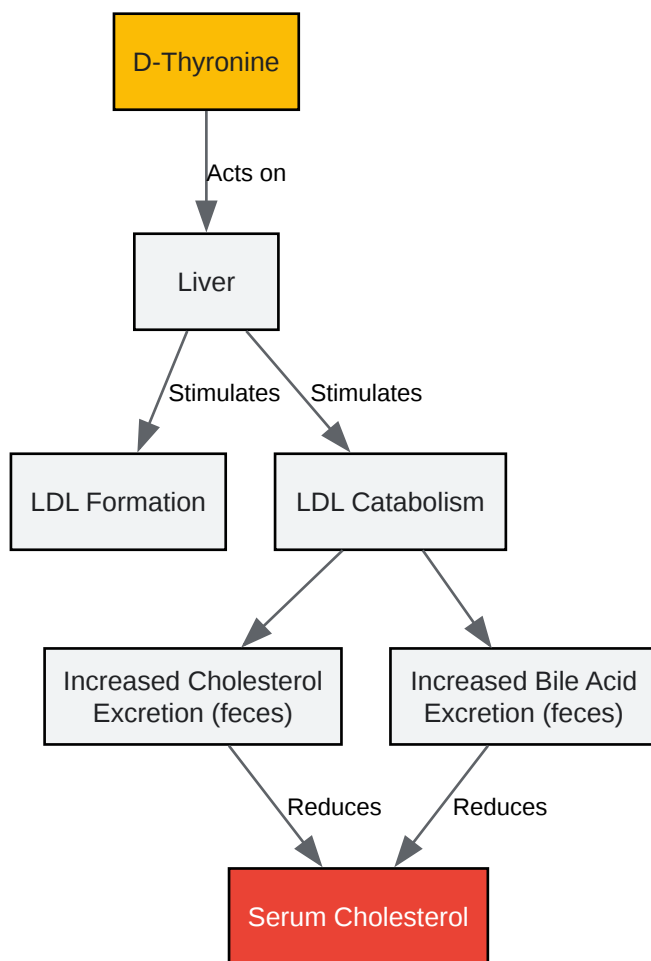 D-Thyronine
Acts on
Liver
Stimulates
Stimulates
LDL Formation
LDL Catabolism
Increased Cholesterol
Excretion (feces)
Increased Bile Acid
Excretion (feces)
Reduces
Reduces
Serum Cholesterol